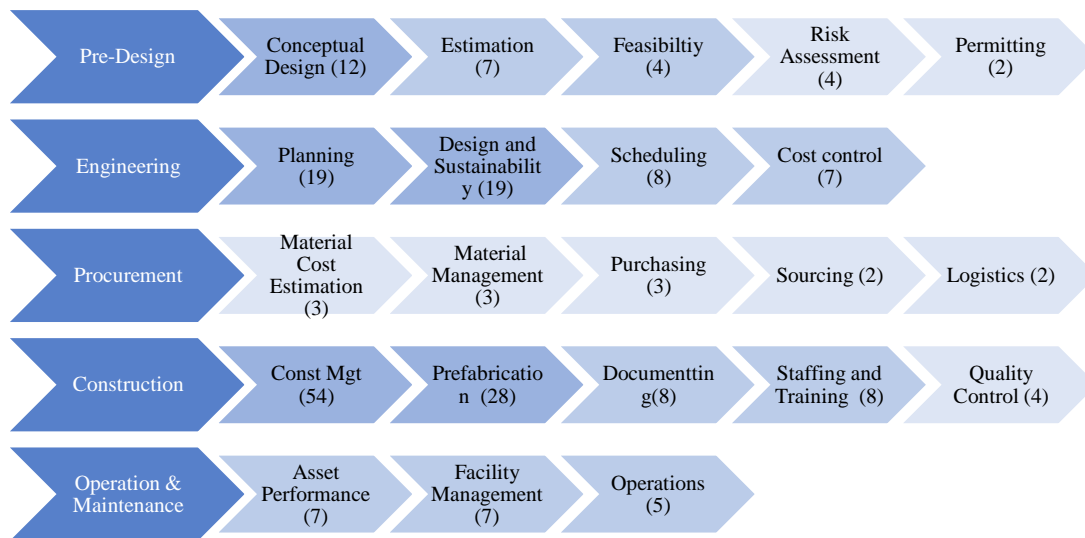 Pre-Design
Conceptual
Design (12)
Estimation
(7)
Feasibiltiy
(4)
Risk
Assessment
(4)
Permitting
(2)
Engineering
Planning
(19)
Design and
Sustainabilit
y (19)
Scheduling
(8)
Cost control
(7)
Procurement
Material
Cost
Estimation
(3)
Material
Management
(3)
Purchasing
(3)
Sourcing (2)
Logistics (2)
Construction
Const Mgt
(54)
Prefabricatio
n (28)
Documenttin
g(8)
Staffing and
Training (8)
Quality
Control (4)
Operation &
Maintenance
Asset
Performance
(7)
Facility
Management
(7)
Operations
(5)